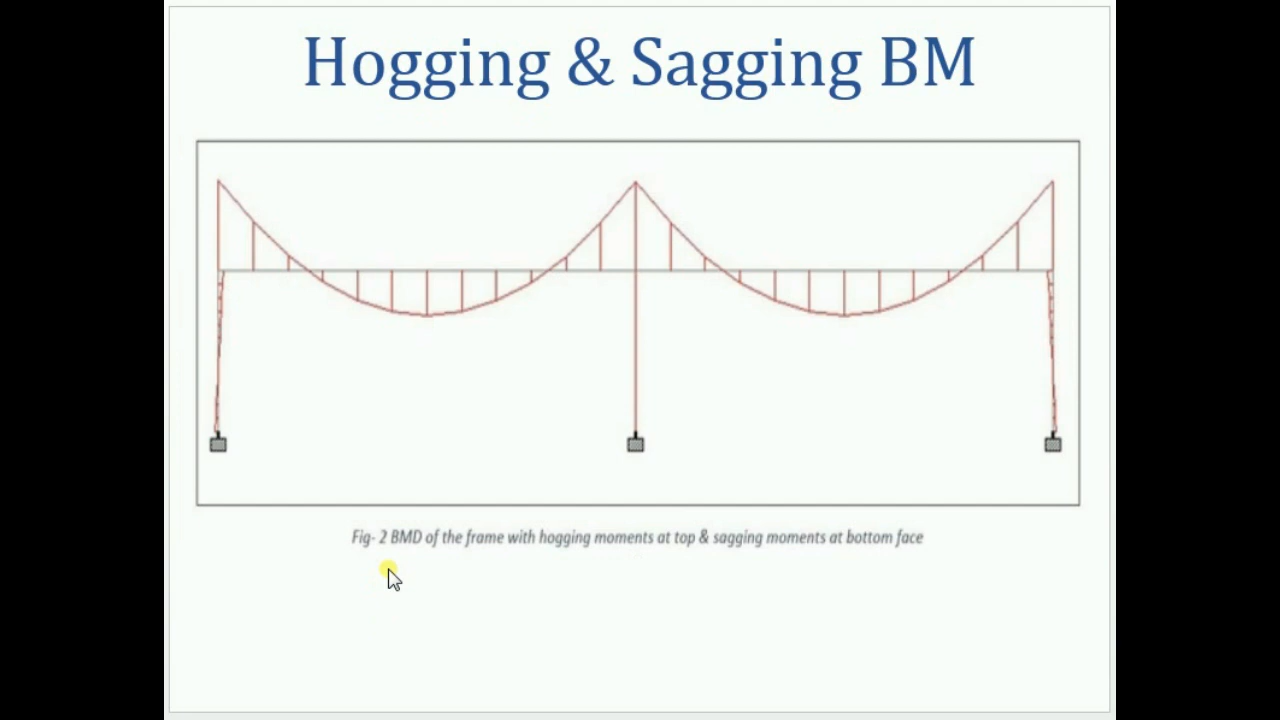 Hogging & Sagging BM
Fig- 2 BMD of the frame with hogging moments at top & sagging moments at bottom face